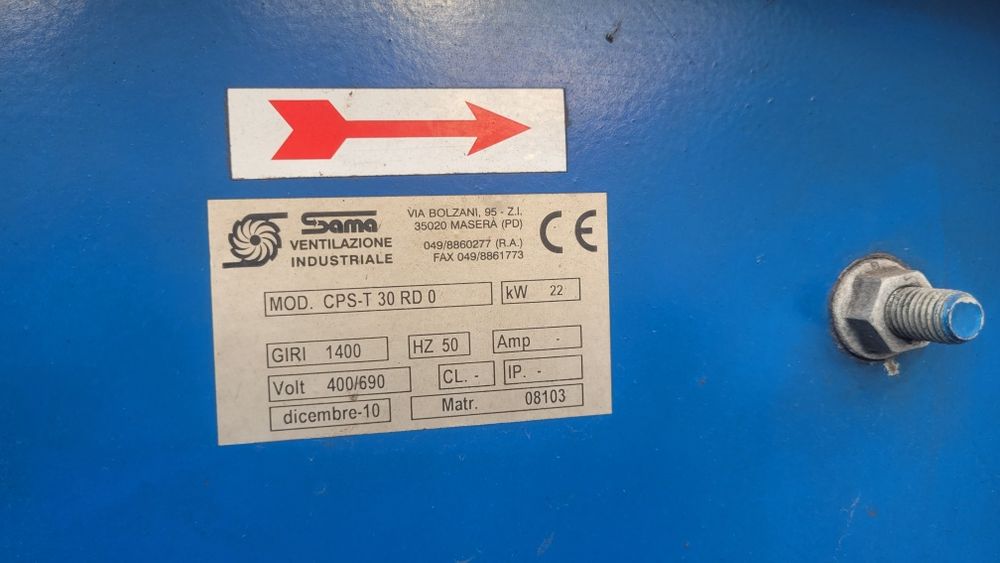 Sama
VENTILAZIONE
INDUSTRIALE
VIA BOLZANI, 95 - Z.I.
35020 MASERÀ (PD)
049/8860277 (R.A.)
FAX 049/8861773
CE
MOD. CPS-T 30 RD 0
kW 22
GIRI 1400
HZ 50
Amp -
Volt 400/690
CL. -
IP. -
dicembre-10
Matr. 08103